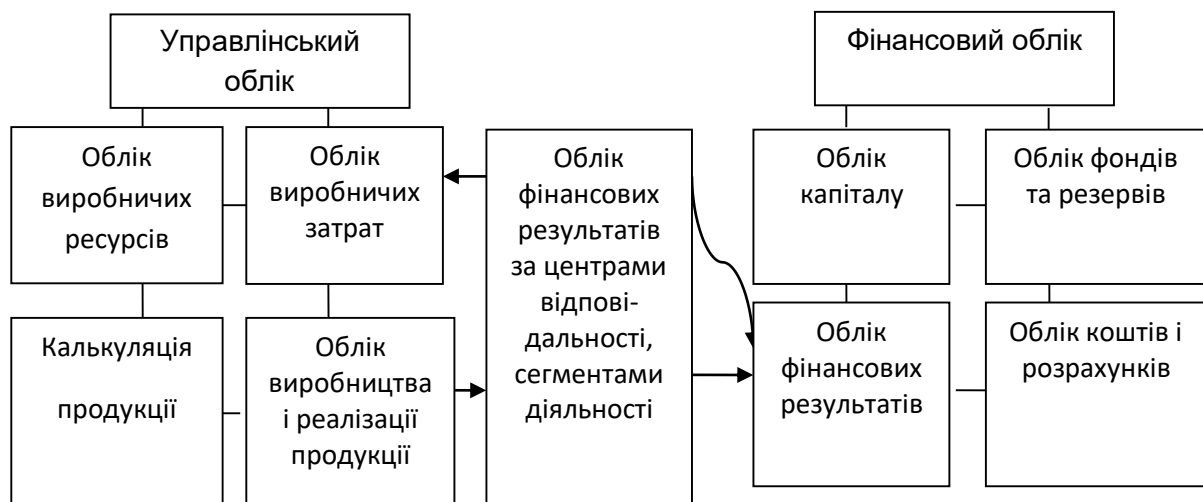 Управлінський
облік
Фінансовий облік
Облік
виробничих
ресурсів
Облік
виробничих
затрат
Облік
фінансових
результатів
за центрами
відпові-
дальності,
сегментами
діяльності
Облік
капіталу
Облік фондів
та резервів
Калькуляція
продукції
Облік
виробництва
і реалізації
продукції
Облік
фінансових
результатів
Облік коштів і
розрахунків